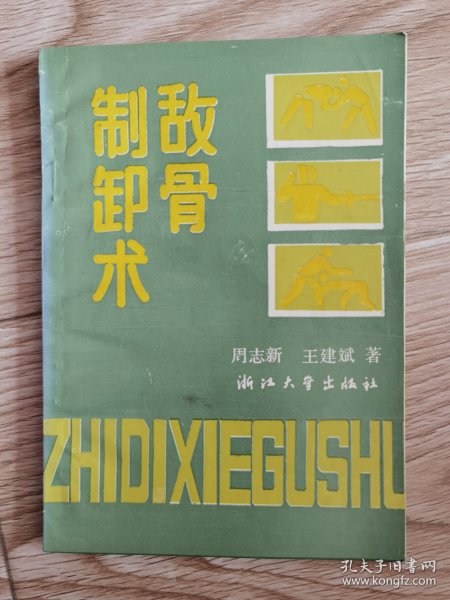 制敌
卸骨
术
周志新 王建斌 著
浙江大学出版社
ZHIDIXIEGUSHU
孔夫子旧书网
www.kongfz.com